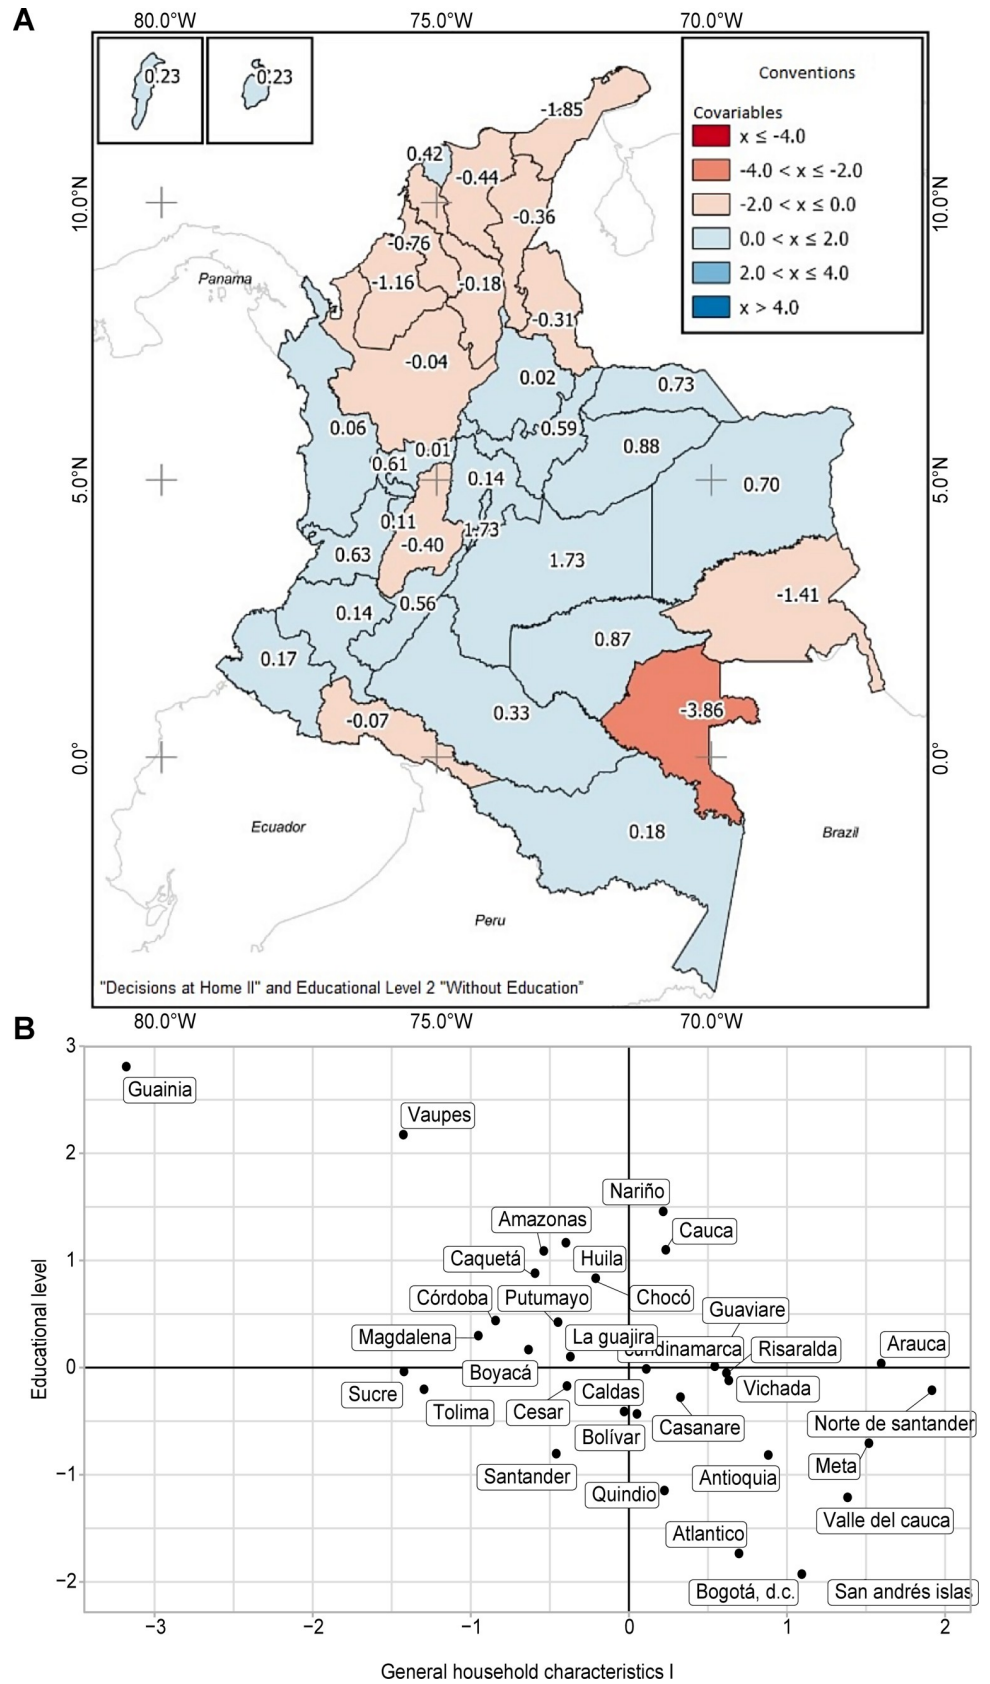 A
80.0°W 75.0°W 70.0°W
0.23
0.23
Conventions
Covariables
x ≤ -4.0
-4.0 < x ≤ -2.0
-2.0 < x ≤ 0.0
0.0 < x ≤ 2.0
2.0 < x ≤ 4.0
x > 4.0
-1.85
0.42
-0.44
10.0°N
10.0°N
-0.36
-0.76
-1.16
-0.18
Panama
-0.31
-0.04
0.02
0.73
0.06
0.59
0.88
0.01
0.61
0.14
5.0°N
5.0°N
0.70
0.11
1.73
-0.40
0.63
1.73
-1.41
0.56
0.14
0.87
0.17
-3.86
-0.07
0.33
0.0°
0.0°
Ecuador
0.18
Brazil
Peru
"Decisions at Home II" and Educational Level 2 "Without Education"
80.0°W 75.0°W 70.0°W
B
3
Guainia
Vaupes
2
Nariño
Amazonas
Cauca
Caquetá
Huila
1
Córdoba
Putumayo
Chocó
Guaviare
Magdalena
La guajira
Risaralda
Arauca
Educational level
0
Boyacá
Vichada
Sucre
Caldas
Tolima
Cesar
Casanare
Norte de santander
Bolívar
−1
Santander
Antioquia
Meta
Quindio
Valle del cauca
Atlantico
−2
Bogotá, d.c.
San andrés islas
−3 −2 −1 0 1 2
General household characteristics I